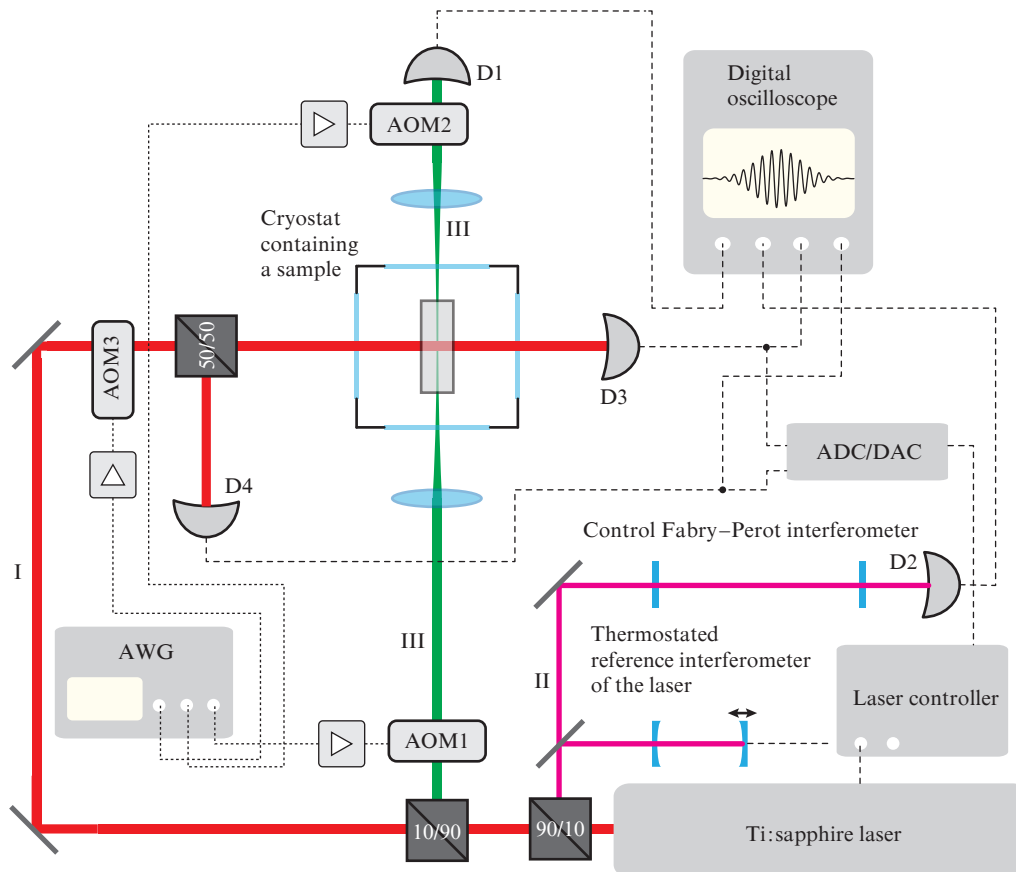 D1
Digital
oscilloscope
AOM2
III
Cryostat
containing
a sample
AOM3
50/50
D3
ADC/DAC
D4
Control Fabry–Perot interferometer
D2
I
Thermostated
reference interferometer
of the laser
III
II
AWG
Laser controller
AOM1
10/90
90/10
Ti:sapphire laser